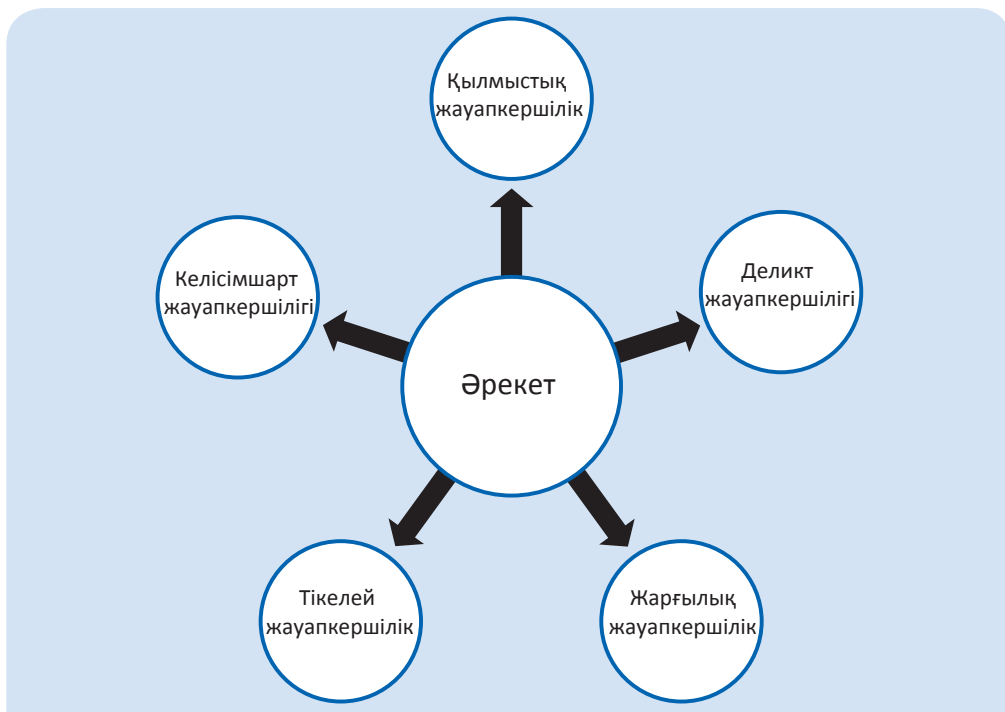 Қылмыстық
жауапкершілік
Келісімшарт
жауапкершілігі
Деликт
жауапкершілігі
Әрекет
Тікелей
жауапкершілік
Жарғылық
жауапкершілік